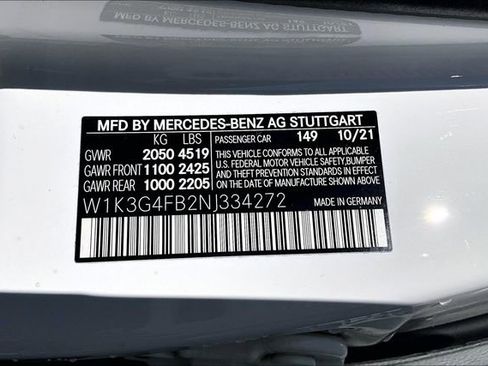 MFD BY MERCEDES-BENZ AG STUTTGART
KG LBS PASSENGER CAR 149 10/21
GVWR 2050 4519
GAWR FRONT 1100 2425
GAWR REAR 1000 2205
THIS VEHICLE CONFORMS TO ALL APPLICABLE
U.S. FEDERAL MOTOR VEHICLE SAFETY, BUMPER
AND THEFT PREVENTION STANDARDS IN EFFECT
ON THE DATE OF MANUFACTURE SHOWN ABOVE.
W1K3G4FB2NJ334272 MADE IN GERMANY